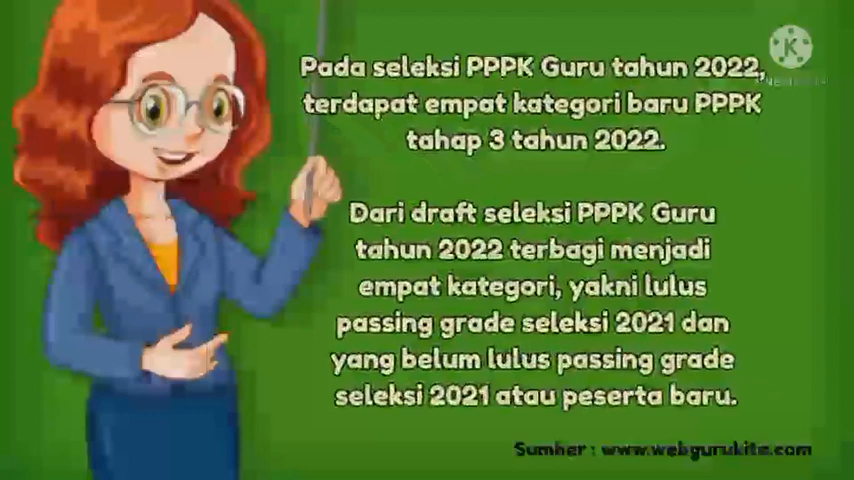 Pada seleksi PPPK Guru tahun 2022,
terdapat empat kategori baru PPPK
tahap 3 tahun 2022.
Dari draft seleksi PPPK Guru
tahun 2022 terbagi menjadi
empat kategori, yakni lulus
passing grade seleksi 2021 dan
yang belum lulus passing grade
seleksi 2021 atau peserta baru.
Sumber : www.webgurukita.com
K